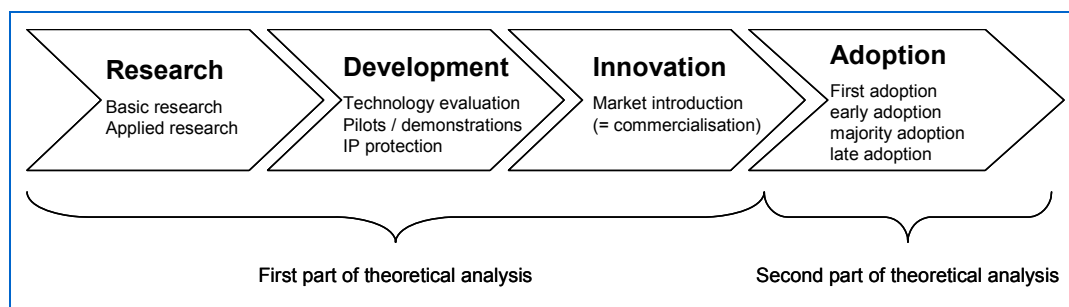 Research
Basic research
Applied research
Development
Technology evaluation
Pilots / demonstrations
IP protection
Innovation
Market introduction
(= commercialisation)
Adoption
First adoption
early adoption
majority adoption
late adoption
First part of theoretical analysis
Second part of theoretical analysis